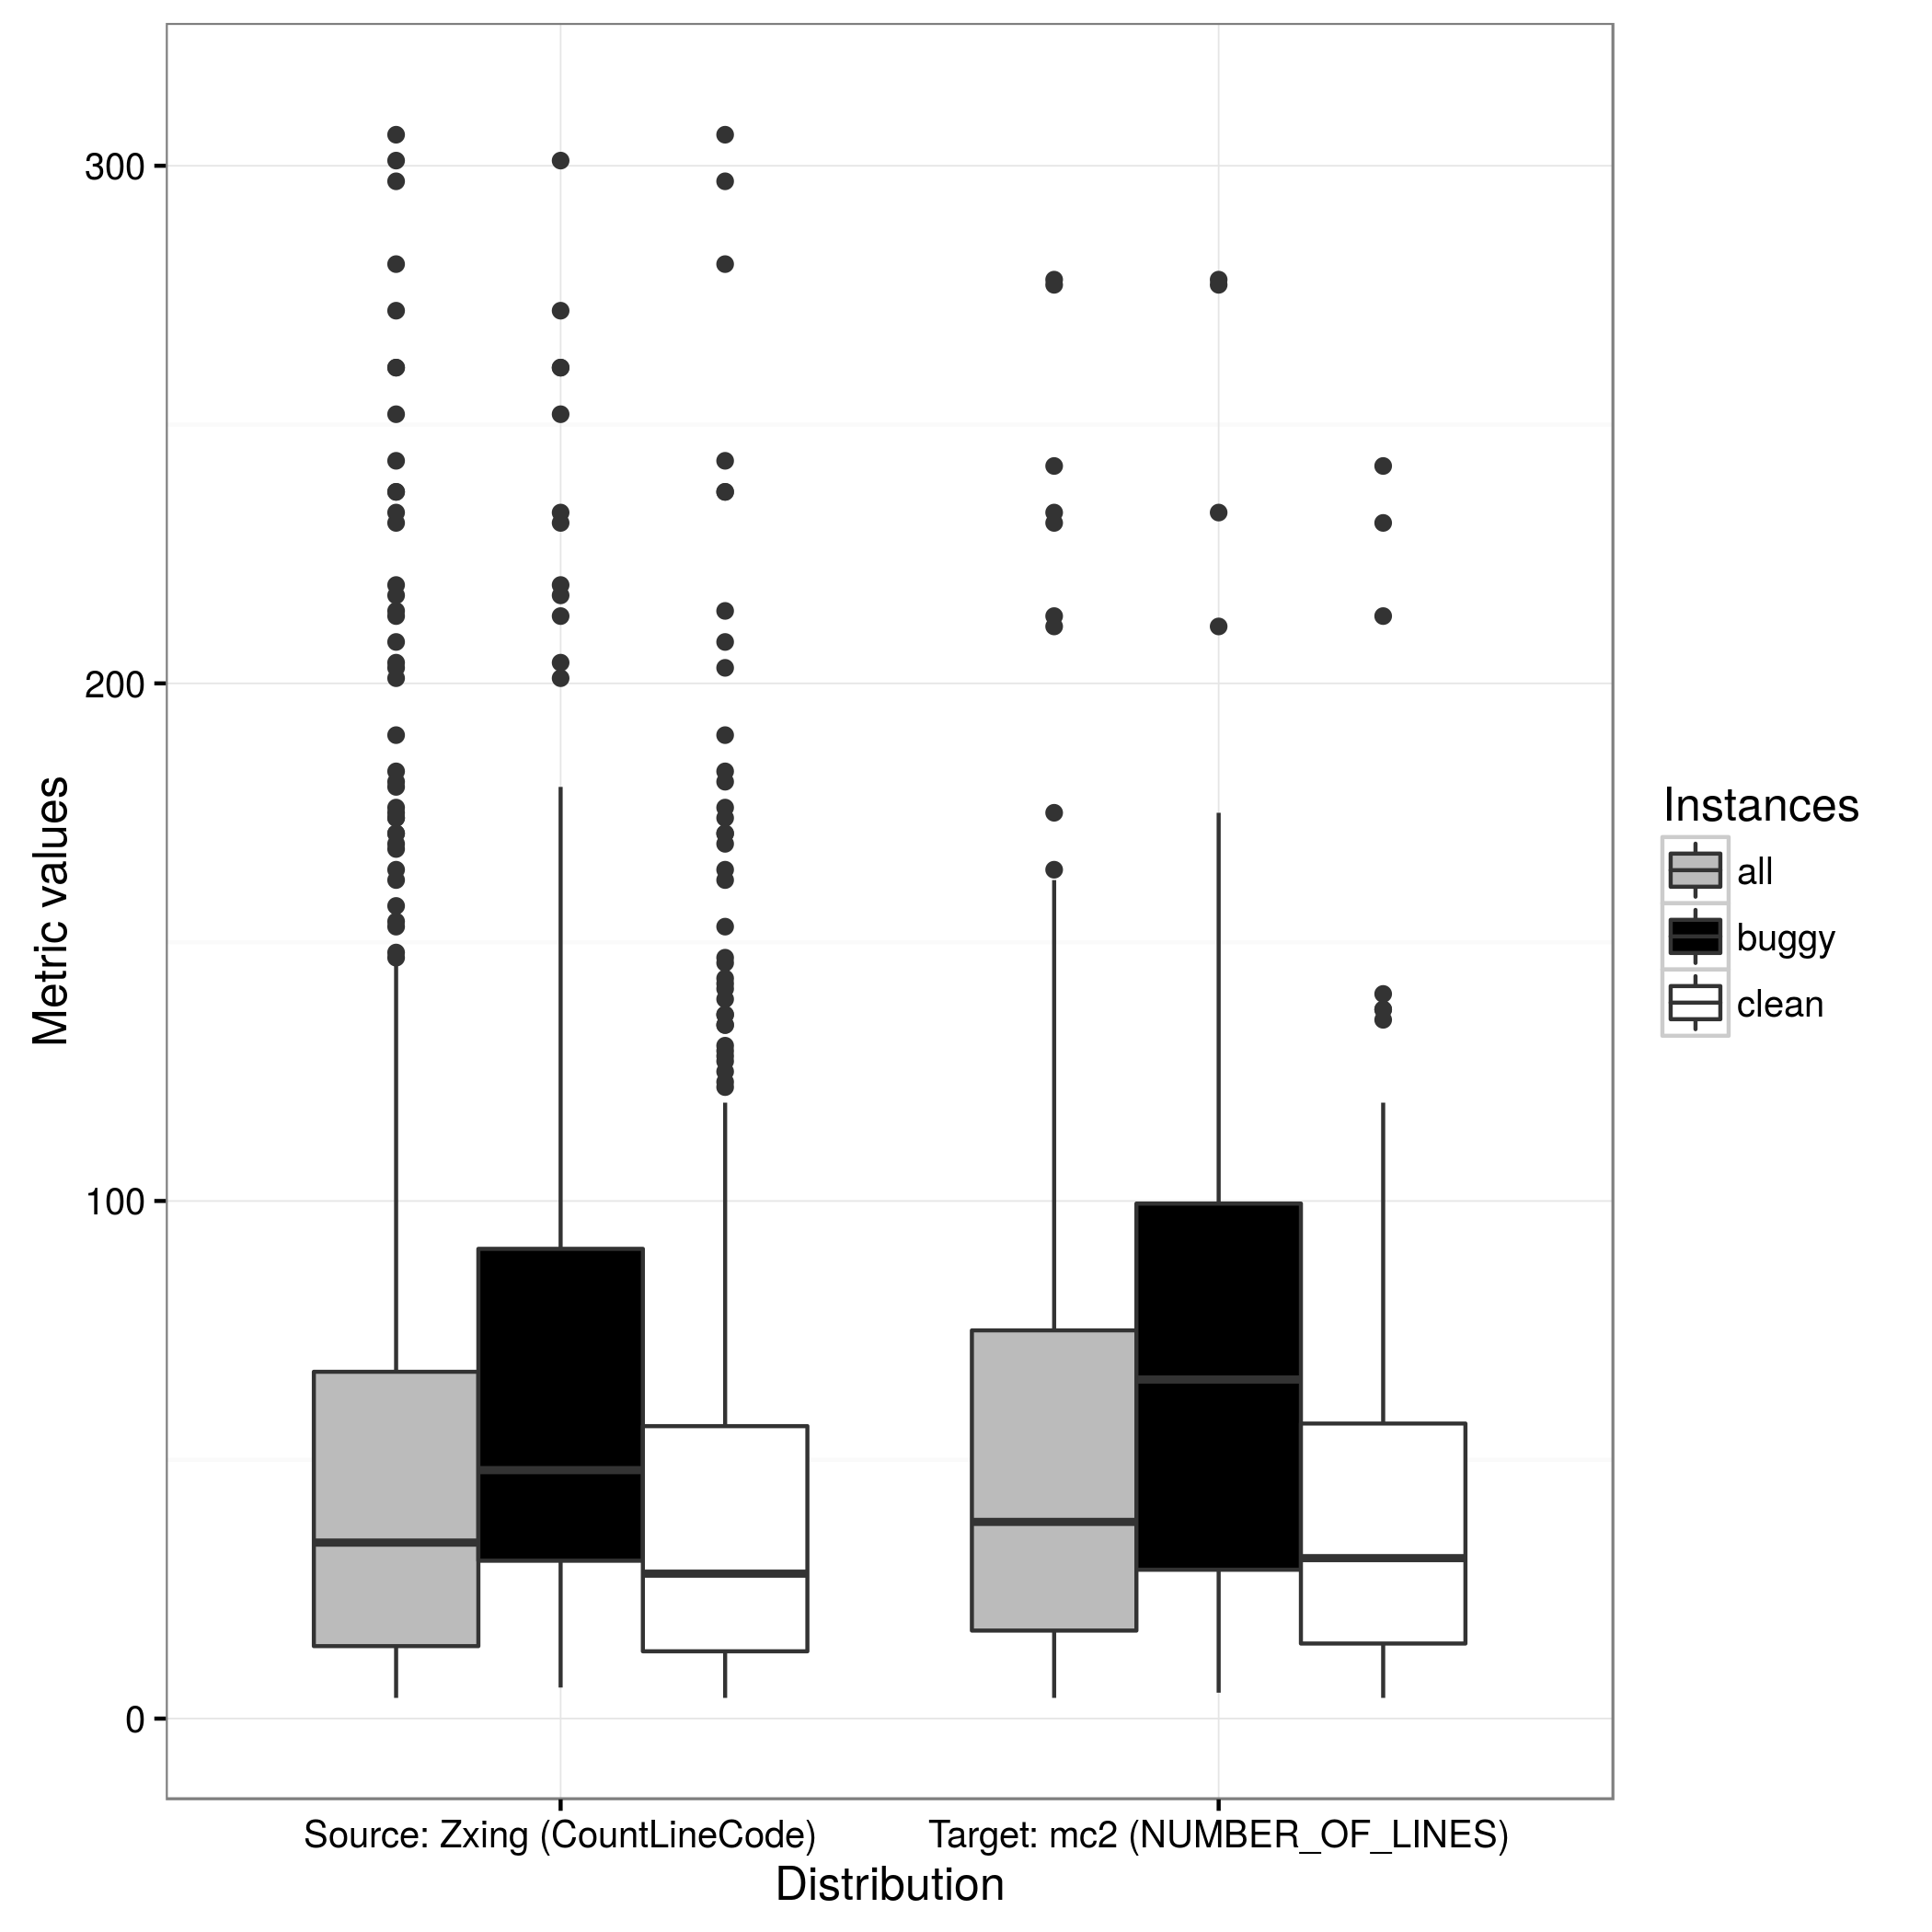 300
200
100
0
Metric values
Source: Zxing (CountLineCode)
Target: mc2 (NUMBER_OF_LINES)
Distribution
Instances
all
buggy
clean